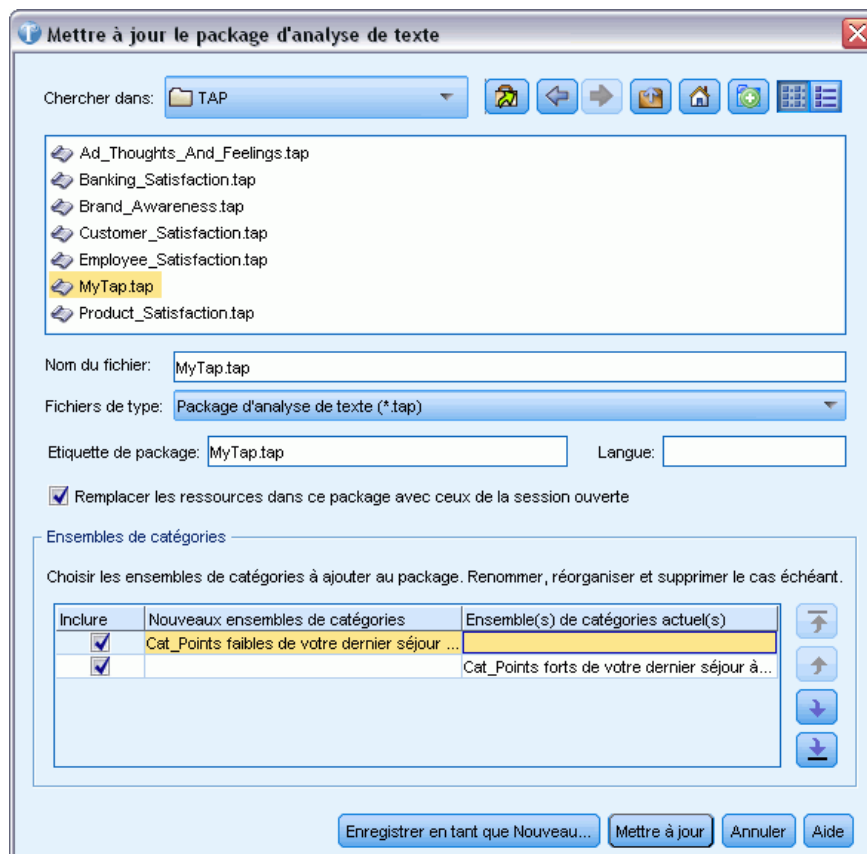 Mettre à jour le package d'analyse de texte
Chercher dans: TAP
Ad_Thoughts_And_Feelings.tap
Banking_Satisfaction.tap
Brand_Awareness.tap
Customer_Satisfaction.tap
Employee_Satisfaction.tap
MyTap.tap
Product_Satisfaction.tap
Nom du fichier: MyTap.tap
Fichiers de type: Package d'analyse de texte (*.tap)
Etiquette de package: MyTap.tap Langue:
Remplacer les ressources dans ce package avec ceux de la session ouverte
Ensembles de catégories
Choisir les ensembles de catégories à ajouter au package. Renommer, réorganiser et supprimer le cas échéant.
Inclure Nouveaux ensembles de catégories Ensemble(s) de catégories actuel(s)
Cat_Points faibles de votre dernier séjour ...
Cat_Points forts de votre dernier séjour à...
Enregistrer en tant que Nouveau... Mettre à jour Annuler Aide